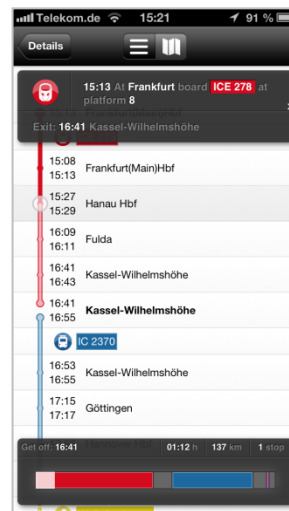 Telekom.de 15:21 91 %
Details
15:13 At Frankfurt board ICE 278 at
platform 8
Exit: 16:41 Kassel-Wilhelmshöhe
15:08
15:13 Frankfurt(Main)Hbf
15:27
15:29 Hanau Hbf
16:09
16:11 Fulda
16:41
16:43 Kassel-Wilhelmshöhe
16:41
16:55 Kassel-Wilhelmshöhe
IC 2370
16:53
16:55 Kassel-Wilhelmshöhe
17:15
17:17 Göttingen
Get off: 16:41 01:12 h 137 km 1 stop